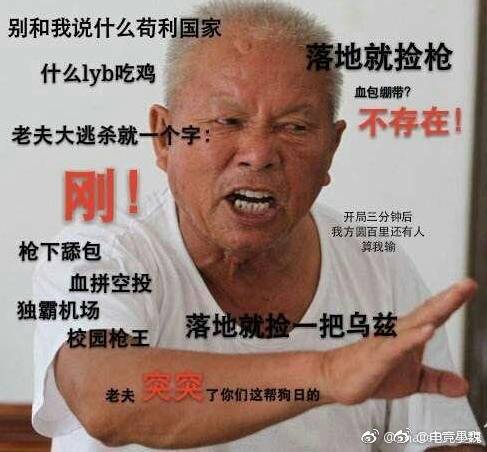 别和我说什么苟利国家
什么lyb吃鸡
落地就捡枪
血包绷带?
不存在!
老夫大逃杀就一个字:
刚!
开局三分钟后
我方圆百里还有人
算我输
枪下舔包
血拼空投
独霸机场
校园枪王
落地就捡一把乌兹
老夫突突了你们这帮狗日的
@电竞愚魏